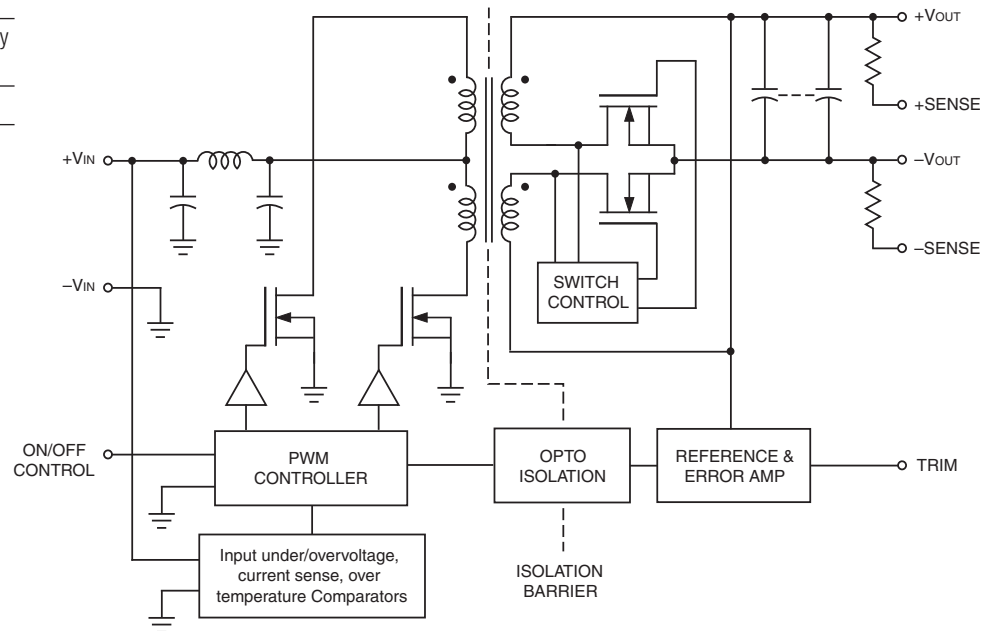 y
+VOUT
+SENSE
+VIN
–VOUT
–SENSE
–VIN
SWITCH
CONTROL
ON/OFF
CONTROL
PWM
CONTROLLER
OPTO
ISOLATION
REFERENCE &
ERROR AMP
TRIM
Input under/overvoltage,
current sense, over
temperature Comparators
ISOLATION
BARRIER